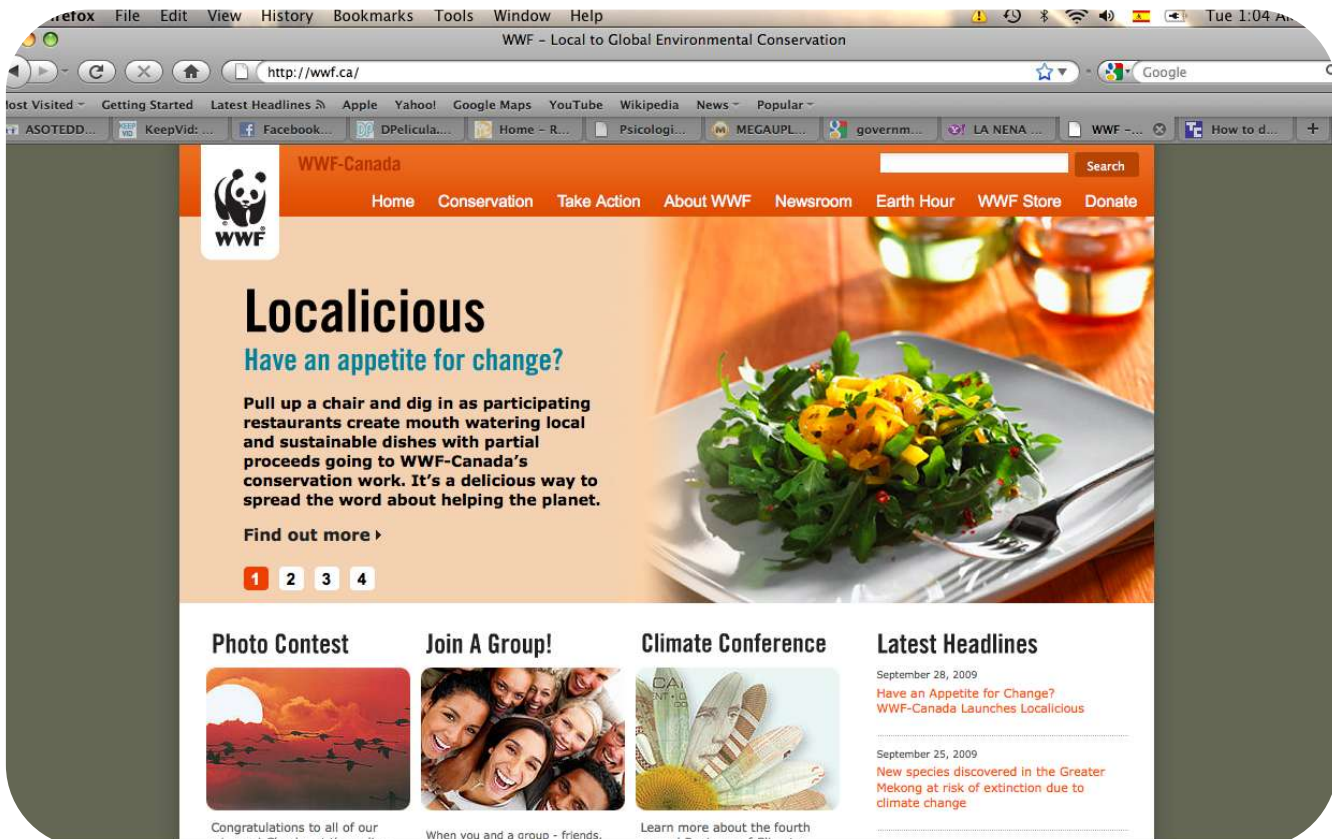 File Edit View History Bookmarks Tools Window Help
Tue 1:04
WWF – Local to Global Environmental Conservation
http://wwf.ca/
Google
Most Visited Getting Started Latest Headlines Apple Yahoo! Google Maps YouTube Wikipedia News Popular
ASOTEDD... KeepVid: ... Facebook... DPelicula.... Home – R... Psicologi... MEGAUPL... governm... LA NENA ... WWF –... How to d... +
WWF-Canada
Search
Home Conservation Take Action About WWF Newsroom Earth Hour WWF Store Donate
WWF
Localicious
Have an appetite for change?
Pull up a chair and dig in as participating
restaurants create mouth watering local
and sustainable dishes with partial
proceeds going to WWF-Canada's
conservation work. It's a delicious way to
spread the word about helping the planet.
Find out more
1 2 3 4
Photo Contest
Congratulations to all of our
Join A Group!
When you and a group - friends,
Climate Conference
Learn more about the fourth
Latest Headlines
September 28, 2009
Have an Appetite for Change?
WWF-Canada Launches Localicious
September 25, 2009
New species discovered in the Greater
Mekong at risk of extinction due to
climate change